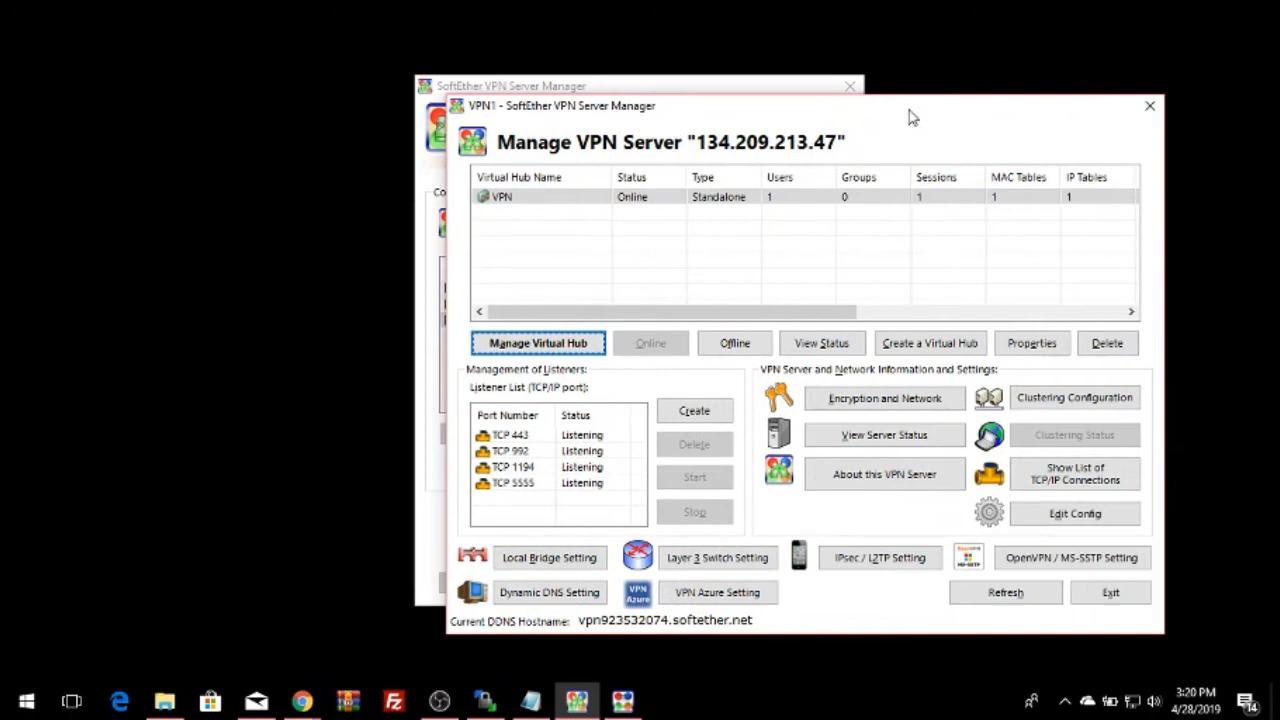 SoftEther VPN Server Manager
VPN1 - SoftEther VPN Server Manager
Manage VPN Server "134.209.213.47"
Virtual Hub Name Status Type Users Groups Sessions MAC Tables IP Tables
VPN Online Standalone 1 0 1 1 1
Co
Manage Virtual Hub Online Offline View Status Create a Virtual Hub Properties Delete
Management of Listeners:
Listener List (TCP/IP port):
Port Number Status
TCP 443 Listening
TCP 992 Listening
TCP 1194 Listening
TCP 5555 Listening
Create
Delete
Start
Stop
VPN Server and Network Information and Settings:
Encryption and Network
Clustering Configuration
View Server Status
Clustering Status
About this VPN Server
Show List of
TCP/IP Connections
Edit Config
Local Bridge Setting
Layer 3 Switch Setting
IPsec / L2TP Setting
MS-SSTP
OpenVPN / MS-SSTP Setting
Dynamic DNS Setting
VPN
Azure
VPN Azure Setting
Refresh
Exit
Current DDNS Hostname: vpn923532074.softether.net
3:20 PM
4/28/2019
14